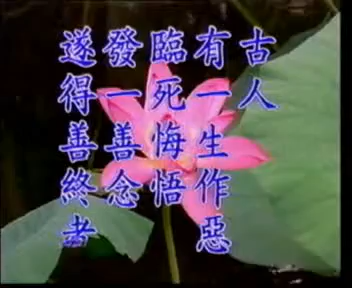 古人
有一生作惡
臨死悔悟
發一善念
遂得善終者